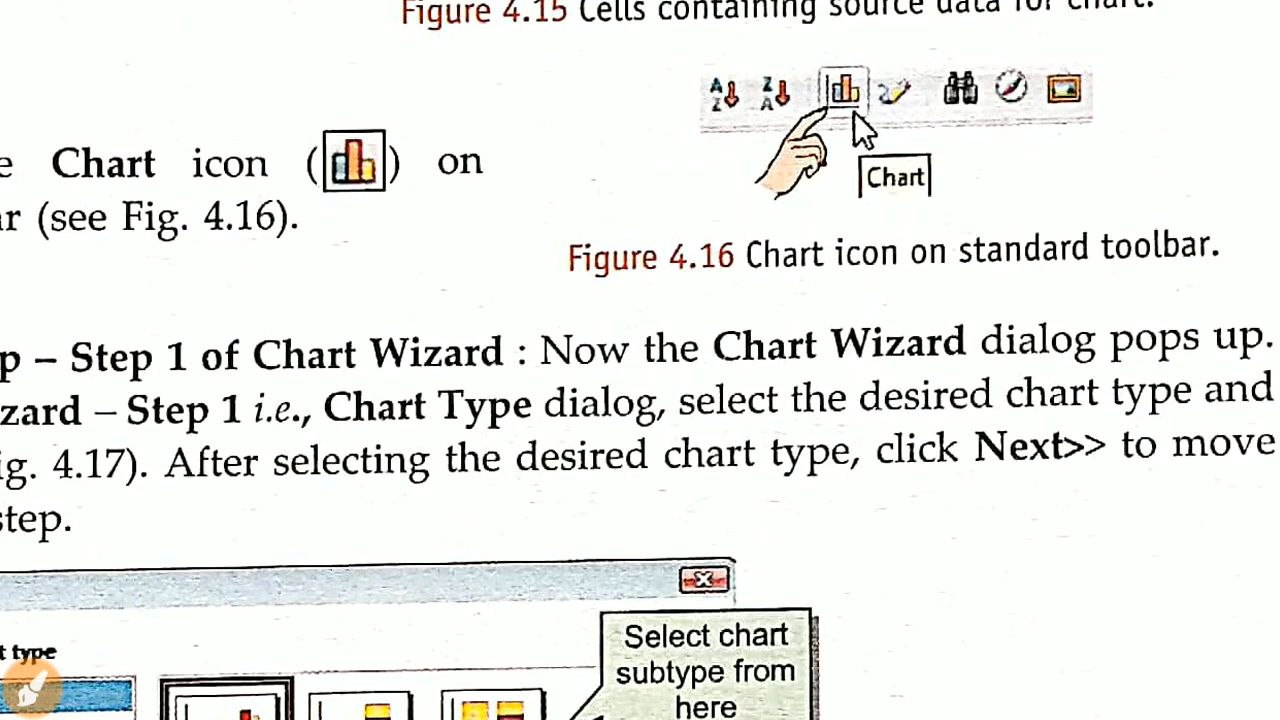 Figure 4.15 Cells containing source data for chart.
Chart icon ( ) on
(see Fig. 4.16).
Chart
Figure 4.16 Chart icon on standard toolbar.
– Step 1 of Chart Wizard : Now the Chart Wizard dialog pops up.
– Step 1 i.e., Chart Type dialog, select the desired chart type and
4.17). After selecting the desired chart type, click Next>> to move
step.
type
Select chart
subtype from
here